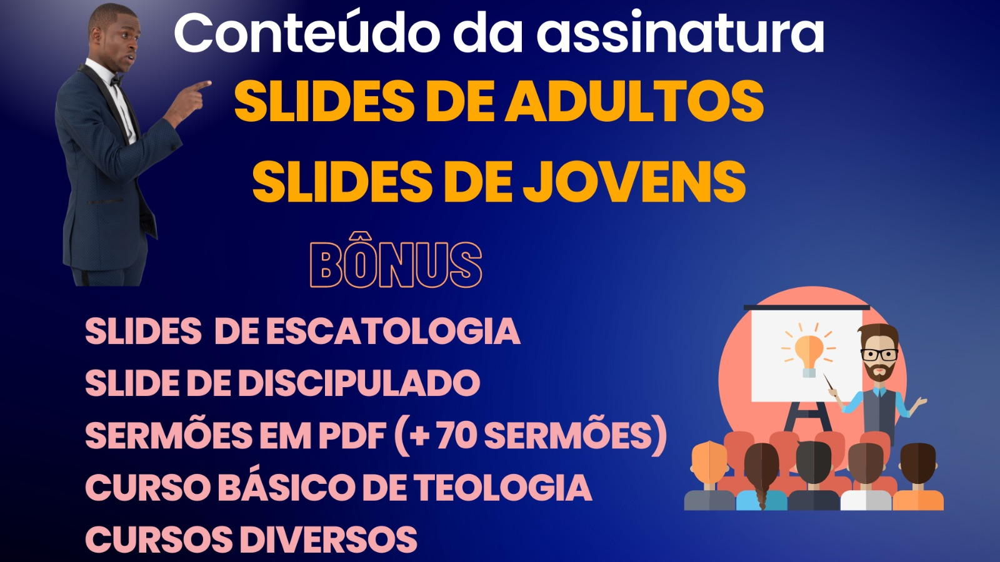 Conteúdo da assinatura
SLIDES DE ADULTOS
SLIDES DE JOVENS
BÔNUS
SLIDES DE ESCATOLOGIA
SLIDE DE DISCIPULADO
SERMÕES EM PDF (+ 70 SERMÕES)
CURSO BÁSICO DE TEOLOGIA
CURSOS DIVERSOS